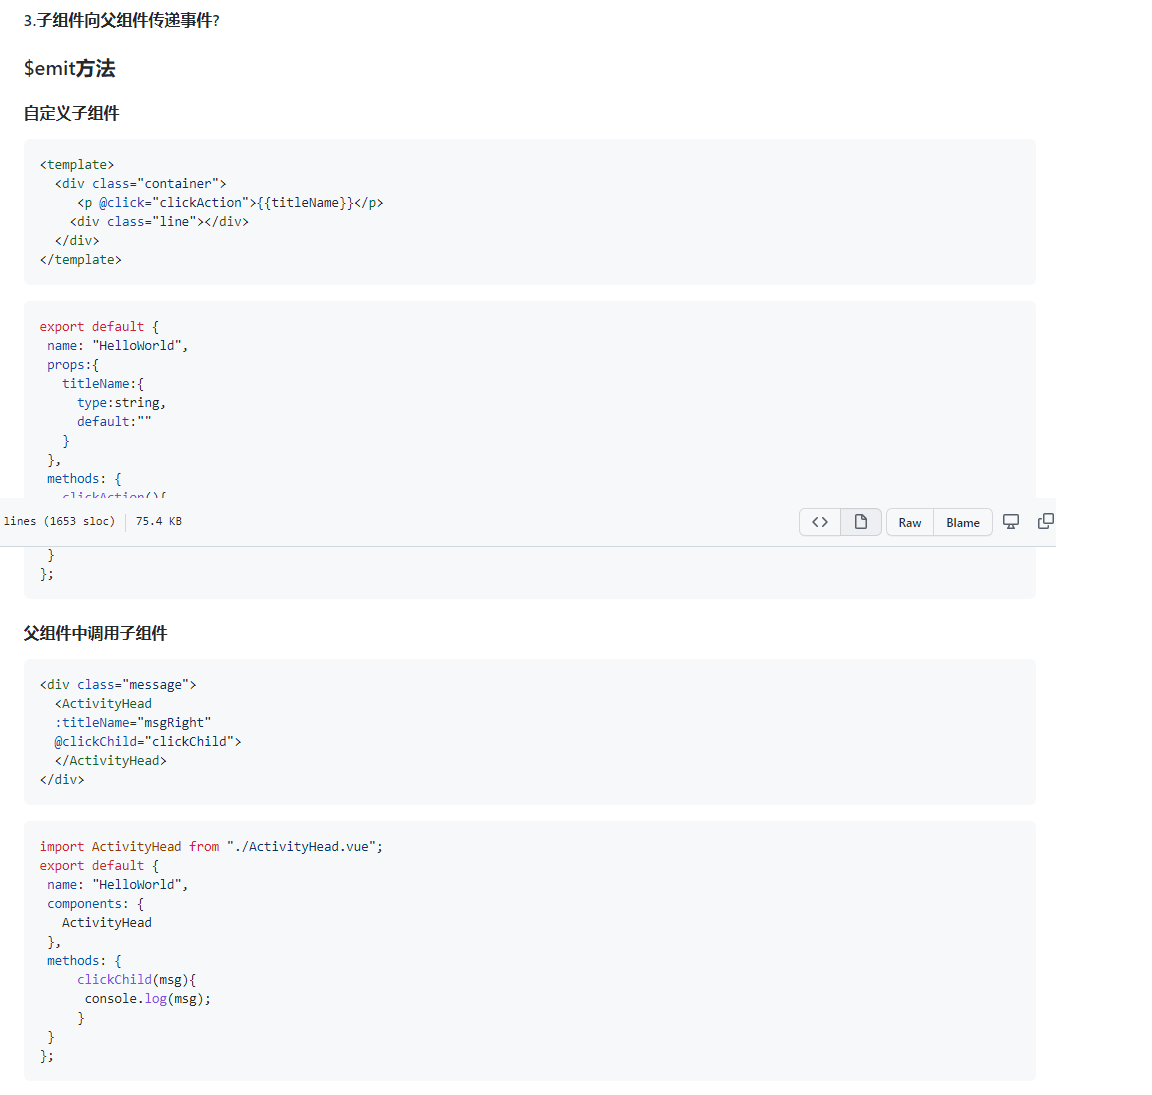 3.子组件向父组件传递事件?
$emit方法
自定义子组件
<template>
  <div class="container">
     <p @click="clickAction">{{titleName}}</p>
    <div class="line"></div>
  </div>
</template>
export default {
 name: "HelloWorld",
 props:{
   titleName:{
     type:string,
     default:""
   }
 },
 methods: {
   clickAction(){
lines (1653 sloc) 75.4 KB Raw Blame
 }
};
父组件中调用子组件
<div class="message">
  <ActivityHead
  :titleName="msgRight"
  @clickChild="clickChild">
  </ActivityHead>
</div>
import ActivityHead from "./ActivityHead.vue";
export default {
 name: "HelloWorld",
 components: {
   ActivityHead
 },
 methods: {
     clickChild(msg){
      console.log(msg);
     }
 }
};